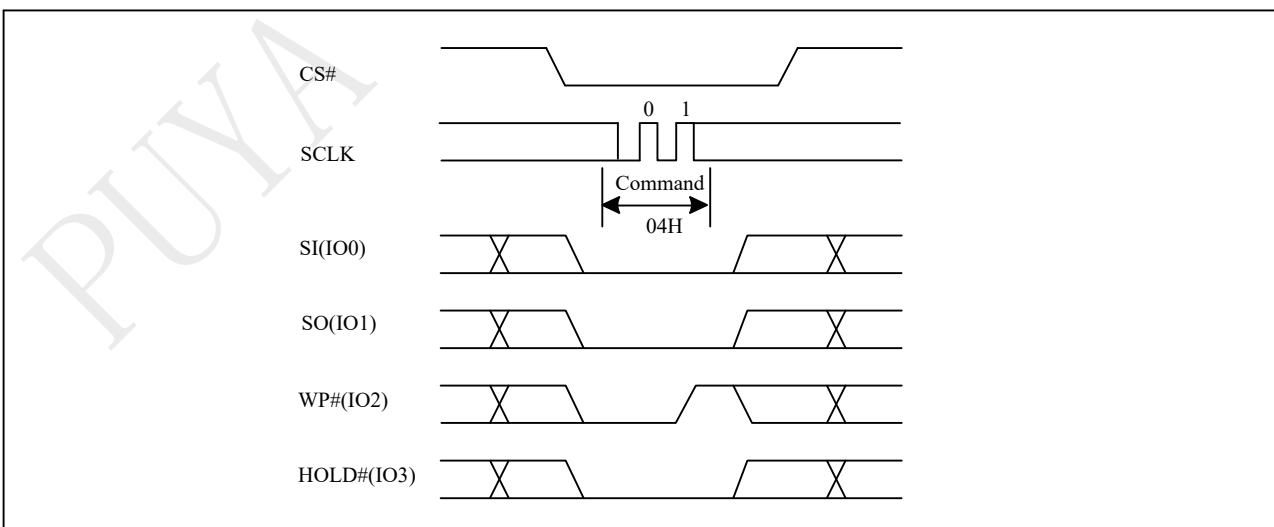 PUYA
CS#
0 1
SCLK
Command
04H
SI(IO0)
SO(IO1)
WP#(IO2)
HOLD#(IO3)